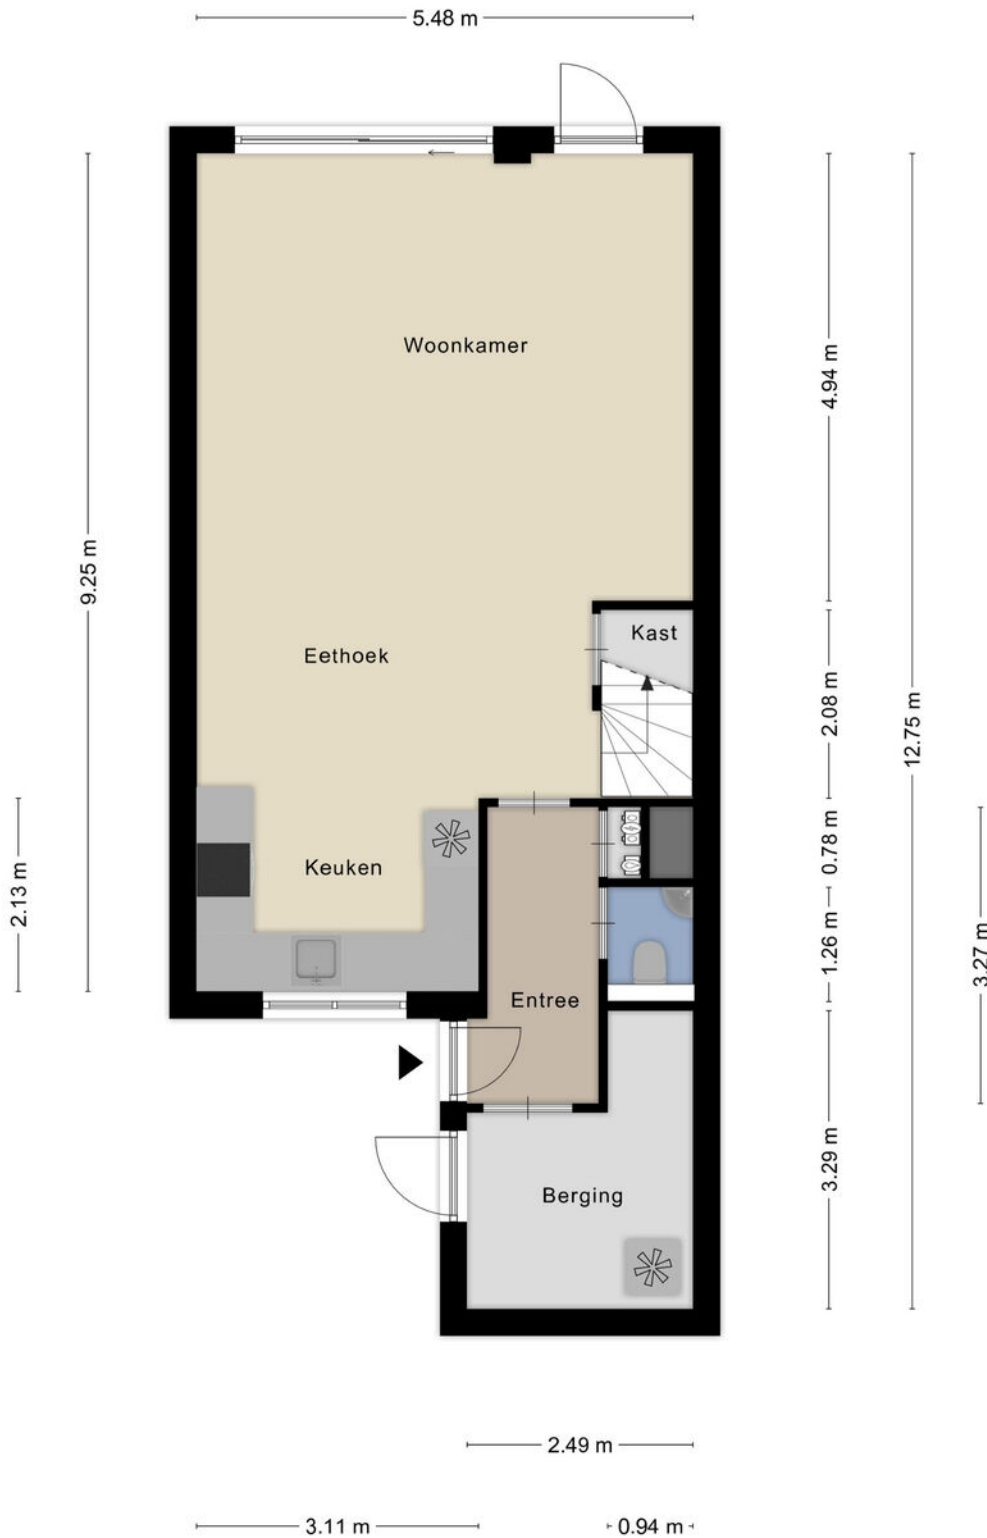 5.48 m
Woonkamer
4.94 m
9.25 m
Kast
Eethoek
2.08 m
12.75 m
Keuken
0.78 m
2.13 m
1.26 m
3.27 m
Entree
3.29 m
Berging
2.49 m
3.11 m
0.94 m